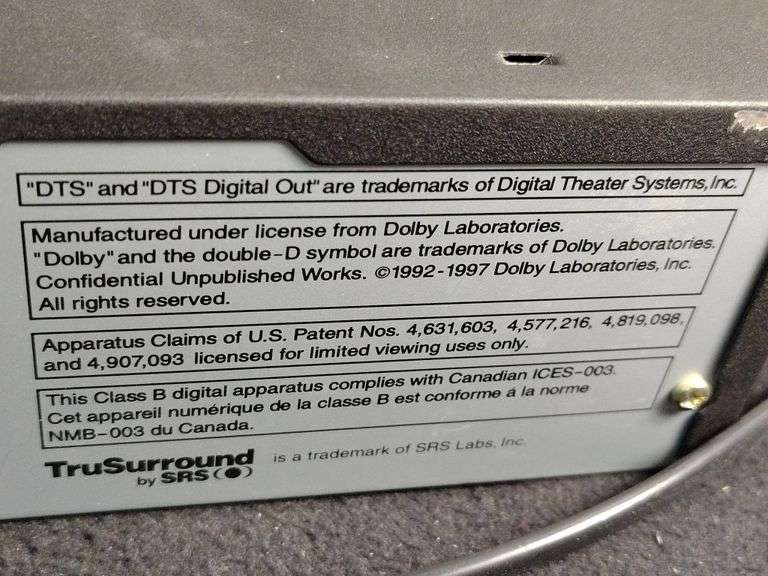 "DTS" and "DTS Digital Out" are trademarks of Digital Theater Systems, Inc.
Manufactured under license from Dolby Laboratories.
"Dolby" and the double-D symbol are trademarks of Dolby Laboratories.
Confidential Unpublished Works. ©1992-1997 Dolby Laboratories, Inc.
All rights reserved.
Apparatus Claims of U.S. Patent Nos. 4,631,603, 4,577,216, 4,819,098,
and 4,907,093 licensed for limited viewing uses only.
This Class B digital apparatus complies with Canadian ICES-003.
Cet appareil numérique de la classe B est conforme á la norme
NMB-003 du Canada.
TruSurround is a trademark of SRS Labs, Inc.
by SRS